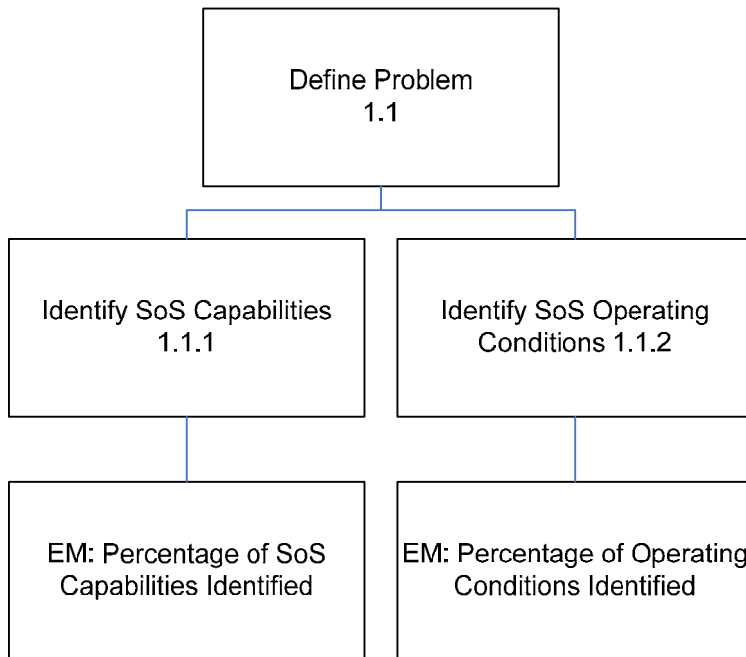 Define Problem
1.1
Identify SoS Capabilities
1.1.1
Identify SoS Operating
Conditions 1.1.2
EM: Percentage of SoS
Capabilities Identified
EM: Percentage of Operating
Conditions Identified